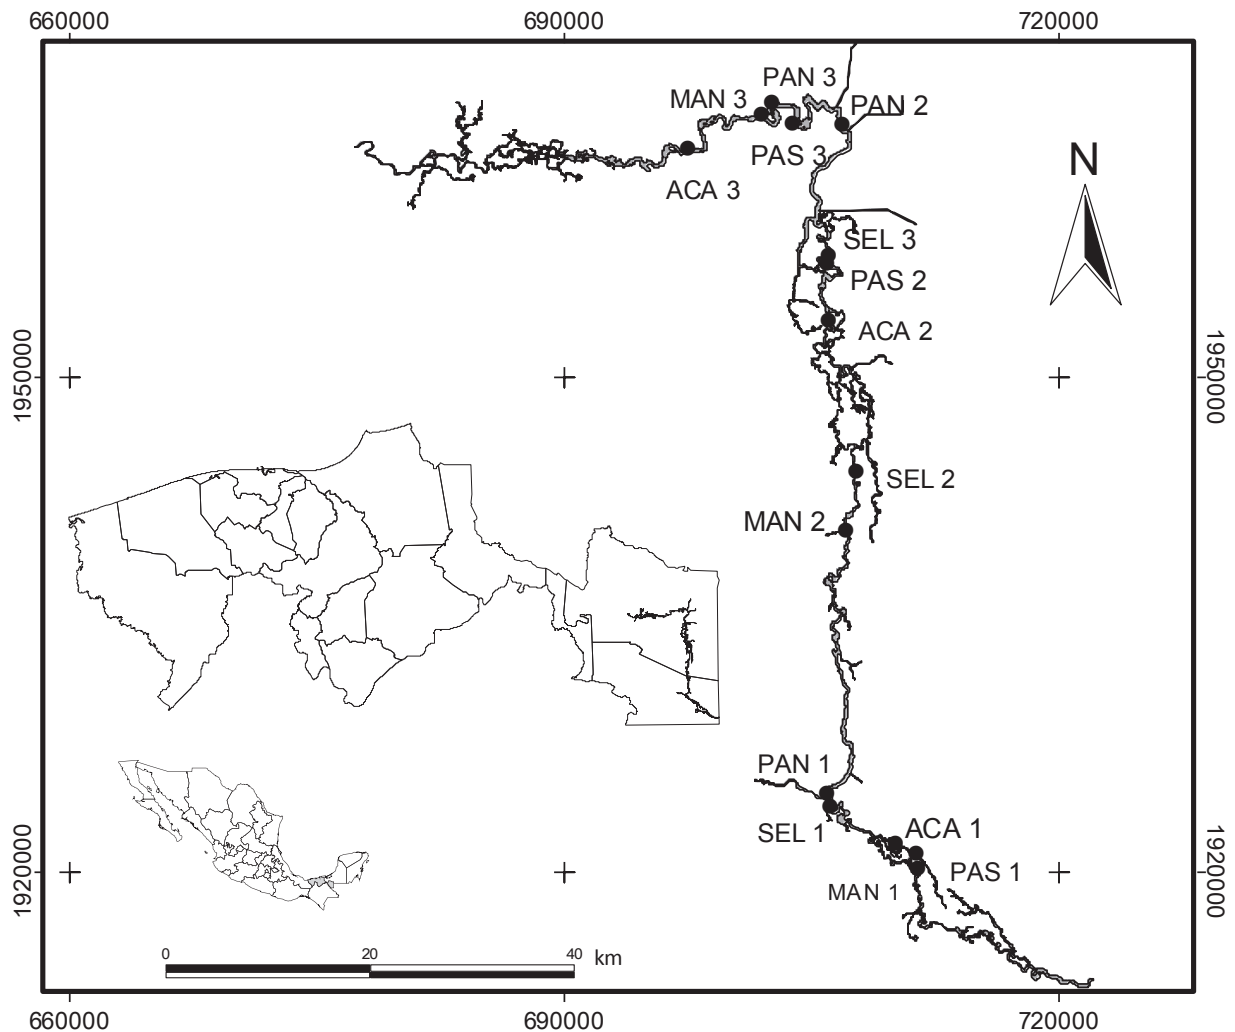 660000 690000 720000
PAN 3
MAN 3
PAN 2
PAS 3
ACA 3
N
SEL 3
PAS 2
ACA 2
1950000
1950000
SEL 2
MAN 2
PAN 1
SEL 1
ACA 1
PAS 1
MAN 1
1920000
1920000
0 20 40 km
660000 690000 720000